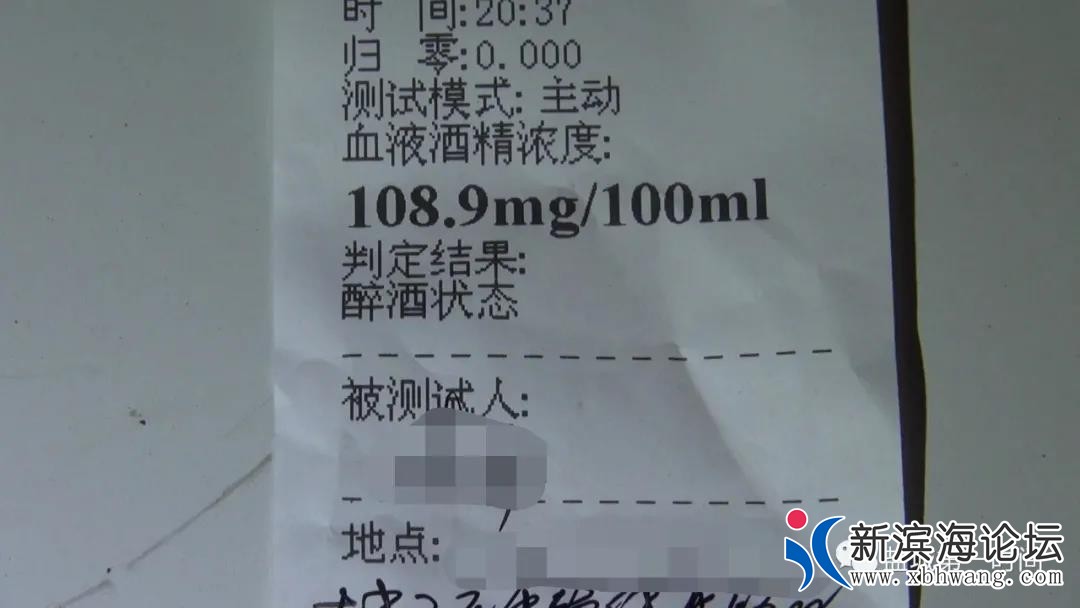 时 间:20:37
归 零:0.000
测试模式: 主动
血液酒精浓度:
108.9mg/100ml
判定结果:
醉酒状态
被测试人:
地点:
新滨海论坛
www.xbhwang.com